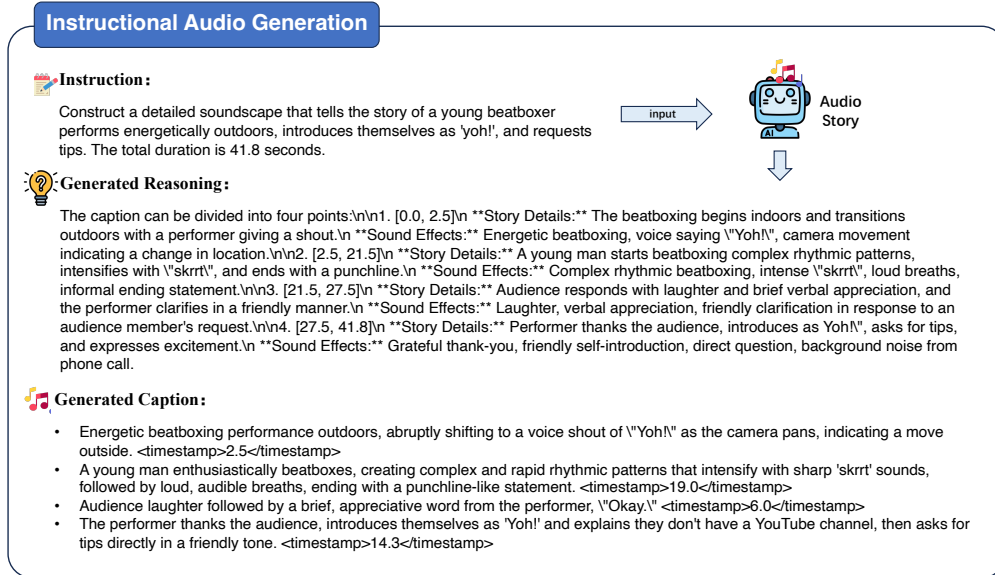 Instructional Audio Generation
Instruction：
Construct a detailed soundscape that tells the story of a young beatboxer
performs energetically outdoors, introduces themselves as 'yoh!', and requests
tips. The total duration is 41.8 seconds.
input
AI
Audio
Story
Generated Reasoning：
The caption can be divided into four points:\n\n1. [0.0, 2.5]\n **Story Details:** The beatboxing begins indoors and transitions
outdoors with a performer giving a shout.\n **Sound Effects:** Energetic beatboxing, voice saying \"Yoh!\", camera movement
indicating a change in location.\n\n2. [2.5, 21.5]\n **Story Details:** A young man starts beatboxing complex rhythmic patterns,
intensifies with \"skrrt\", and ends with a punchline.\n **Sound Effects:** Complex rhythmic beatboxing, intense \"skrrt\", loud breaths,
informal ending statement.\n\n3. [21.5, 27.5]\n **Story Details:** Audience responds with laughter and brief verbal appreciation, and
the performer clarifies in a friendly manner.\n **Sound Effects:** Laughter, verbal appreciation, friendly clarification in response to an
audience member's request.\n\n4. [27.5, 41.8]\n **Story Details:** Performer thanks the audience, introduces as Yoh!\", asks for tips,
and expresses excitement.\n **Sound Effects:** Grateful thank-you, friendly self-introduction, direct question, background noise from
phone call.
Generated Caption：
• Energetic beatboxing performance outdoors, abruptly shifting to a voice shout of \"Yoh!\" as the camera pans, indicating a move
outside. <timestamp>2.5</timestamp>
• A young man enthusiastically beatboxes, creating complex and rapid rhythmic patterns that intensify with sharp 'skrrt' sounds,
followed by loud, audible breaths, ending with a punchline-like statement. <timestamp>19.0</timestamp>
• Audience laughter followed by a brief, appreciative word from the performer, \"Okay.\" <timestamp>6.0</timestamp>
• The performer thanks the audience, introduces themselves as 'Yoh!' and explains they don't have a YouTube channel, then asks for
tips directly in a friendly tone. <timestamp>14.3</timestamp>